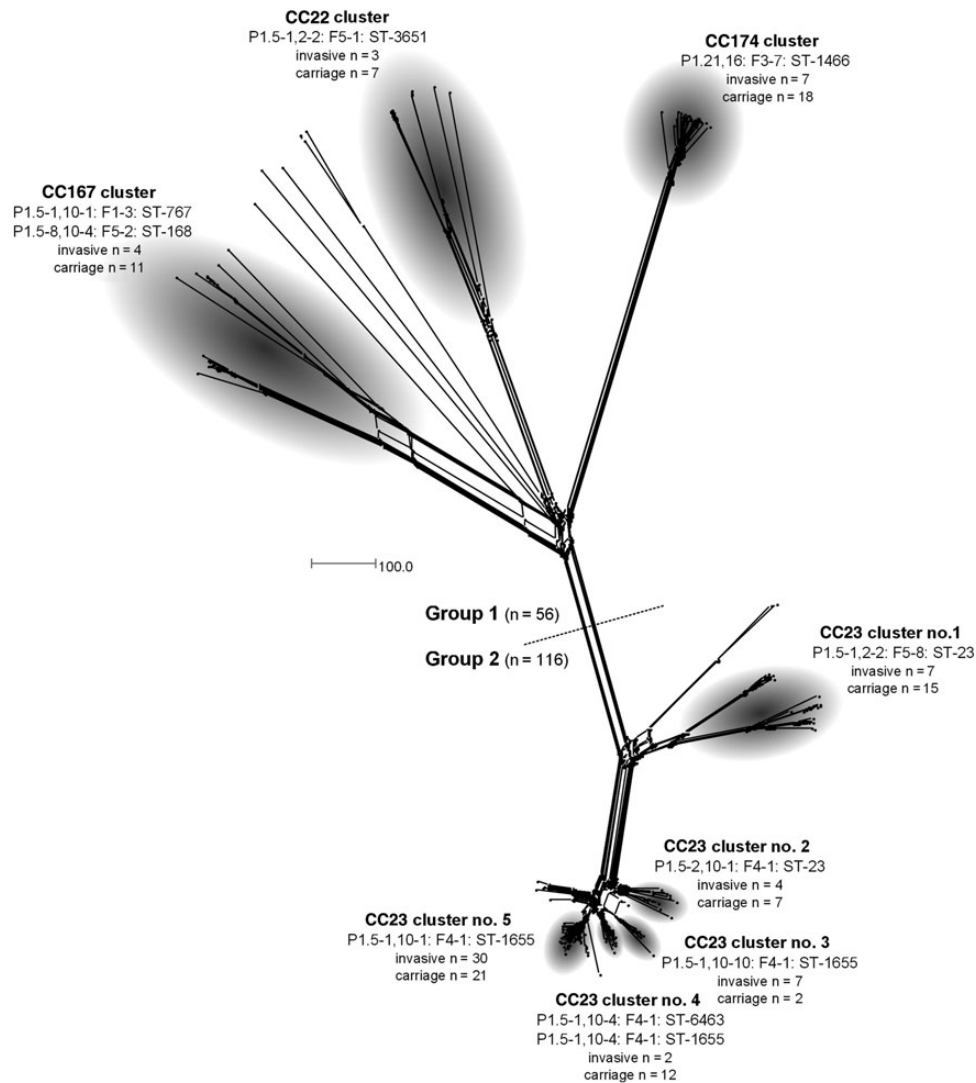 CC22 cluster
P1.5-1,2-2: F5-1: ST-3651
invasive n = 3
carriage n = 7
CC174 cluster
P1.21,16: F3-7: ST-1466
invasive n = 7
carriage n = 18
CC167 cluster
P1.5-1,10-1: F1-3: ST-767
P1.5-8,10-4: F5-2: ST-168
invasive n = 4
carriage n = 11
100.0
Group 1 (n = 56)
Group 2 (n = 116)
CC23 cluster no.1
P1.5-1,2-2: F5-8: ST-23
invasive n = 7
carriage n = 15
CC23 cluster no. 2
P1.5-2,10-1: F4-1: ST-23
invasive n = 4
carriage n = 7
CC23 cluster no. 5
P1.5-1,10-1: F4-1: ST-1655
invasive n = 30
carriage n = 21
CC23 cluster no. 3
P1.5-1,10-10: F4-1: ST-1655
invasive n = 7
carriage n = 2
CC23 cluster no. 4
P1.5-1,10-4: F4-1: ST-6463
P1.5-1,10-4: F4-1: ST-1655
invasive n = 2
carriage n = 12